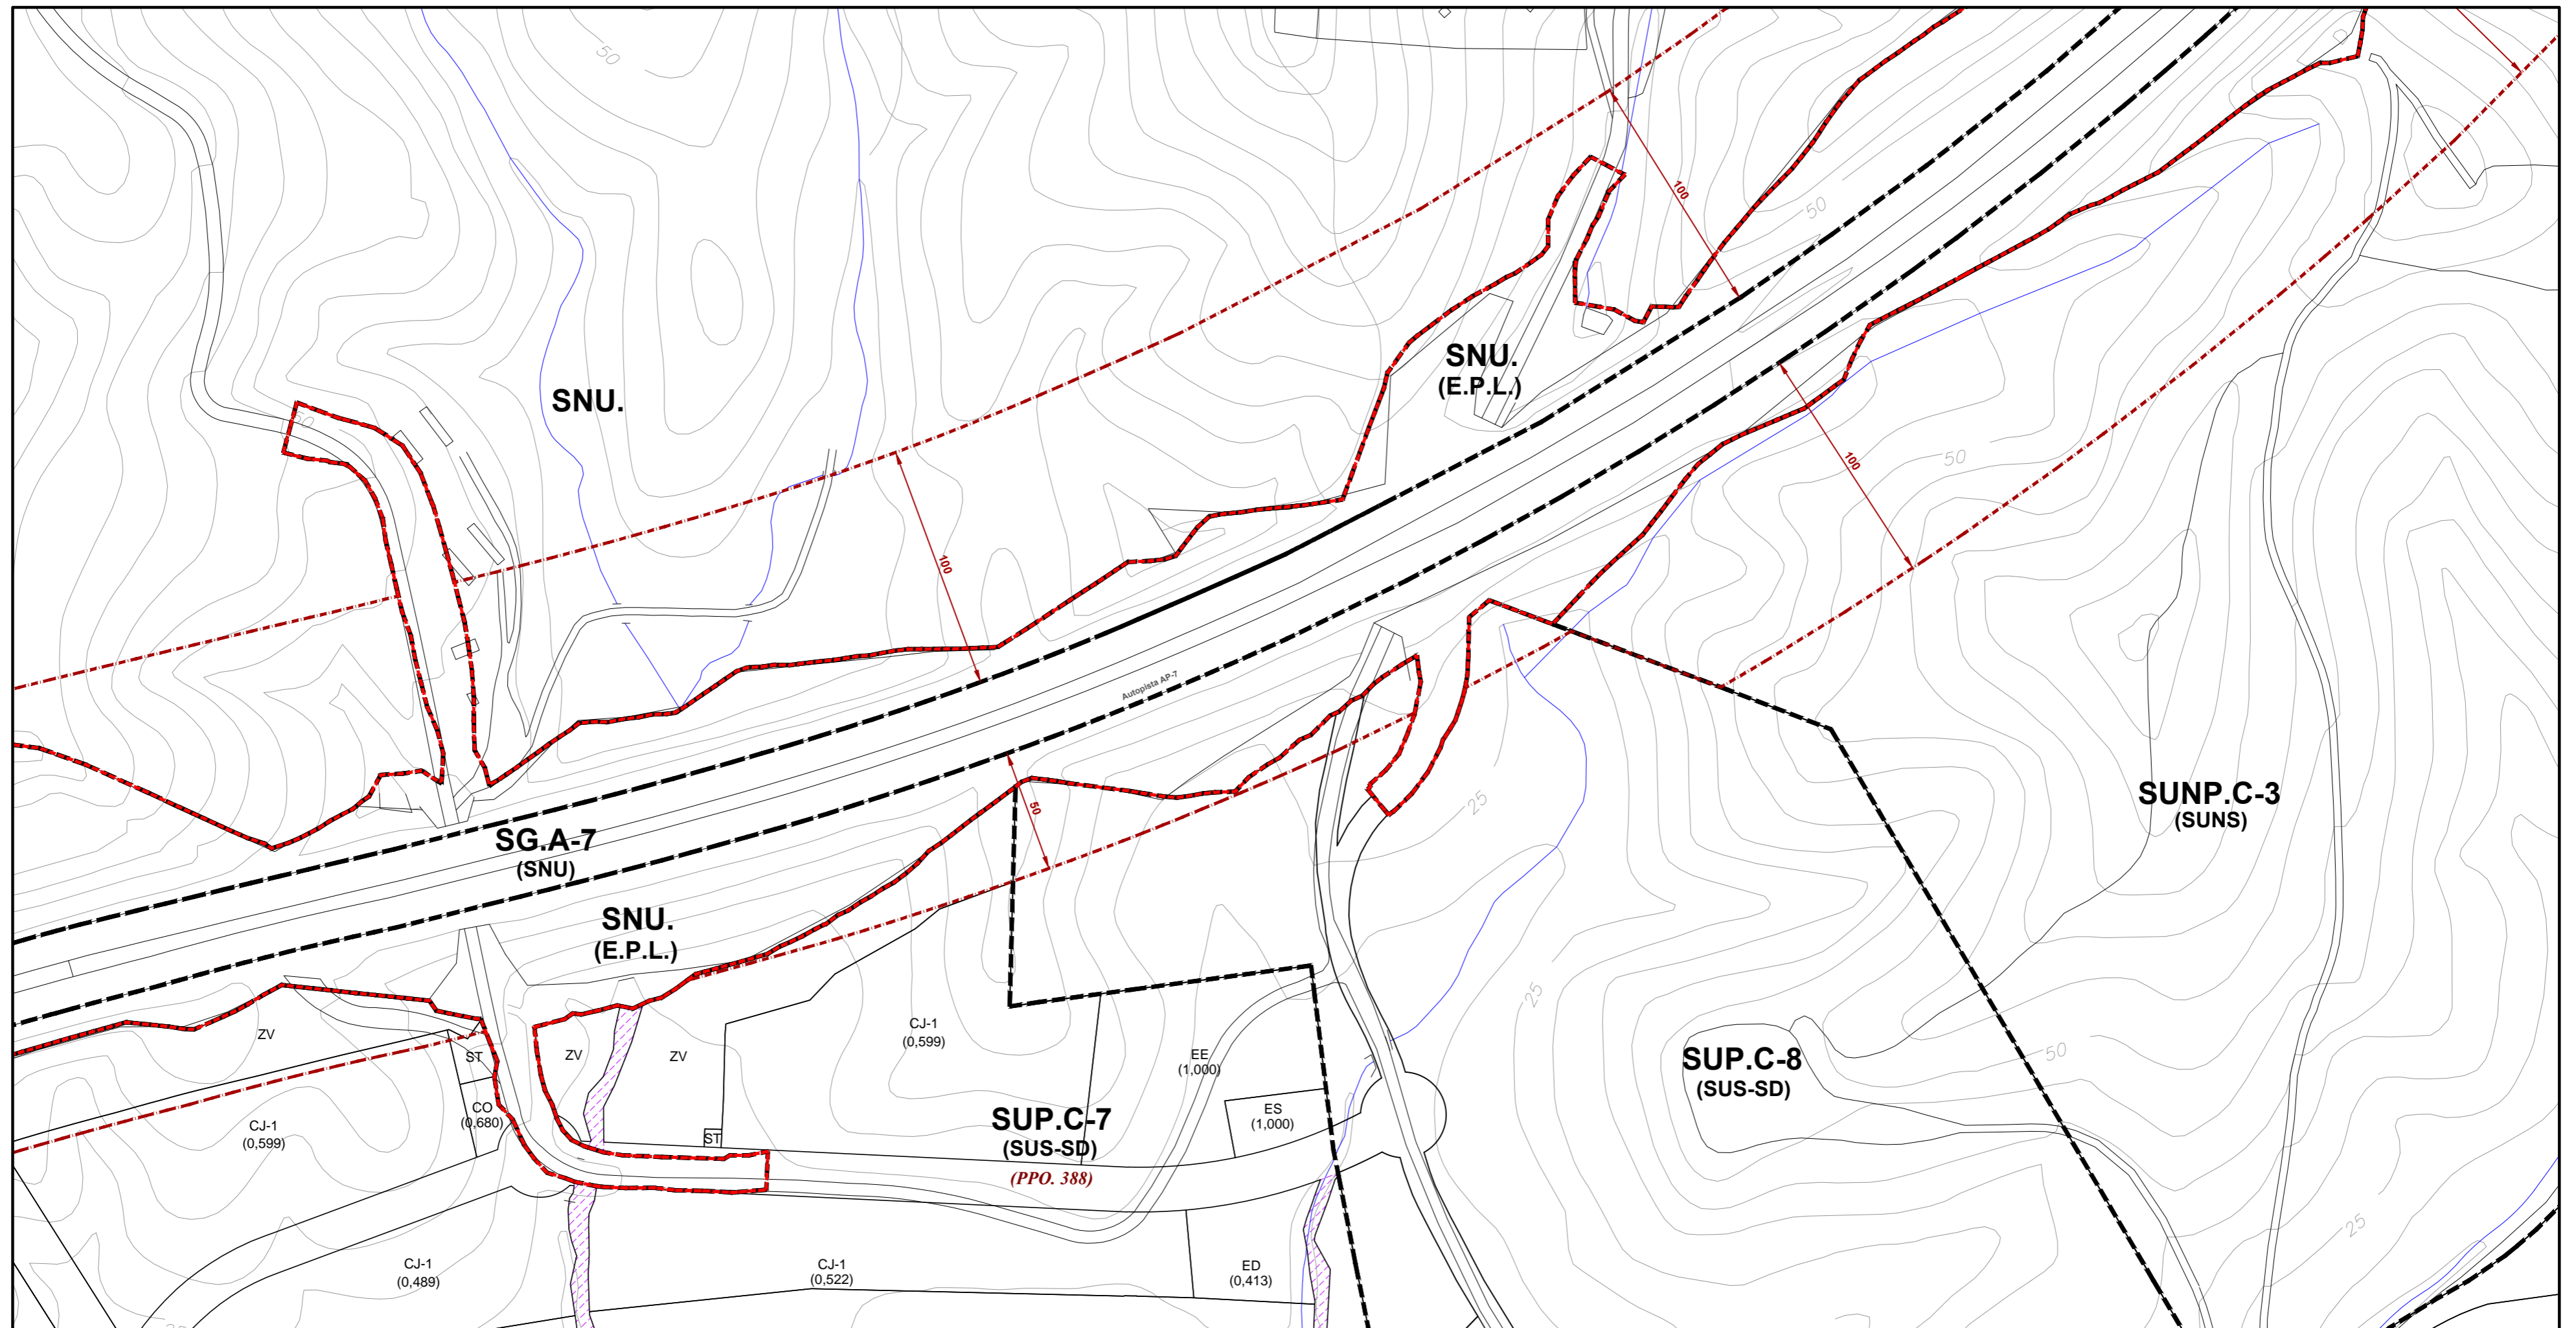 50
100
50
SNU.
(E.P.L.)
SNU.
50
100
50
100
Autopista AP-7
SUNP.C-3
(SUNS)
50
25
SG.A-7
(SNU)
SNU.
(E.P.L.)
25
ZV
ST
ZV
ZV
CJ-1
(0,599)
EE
(1,000)
50
SUP.C-8
(SUS-SD)
CO
(0,680)
CJ-1
(0,599)
ST
SUP.C-7
(SUS-SD)
(PPO. 388)
ES
(1,000)
25
CJ-1
(0,489)
CJ-1
(0,522)
ED
(0,413)